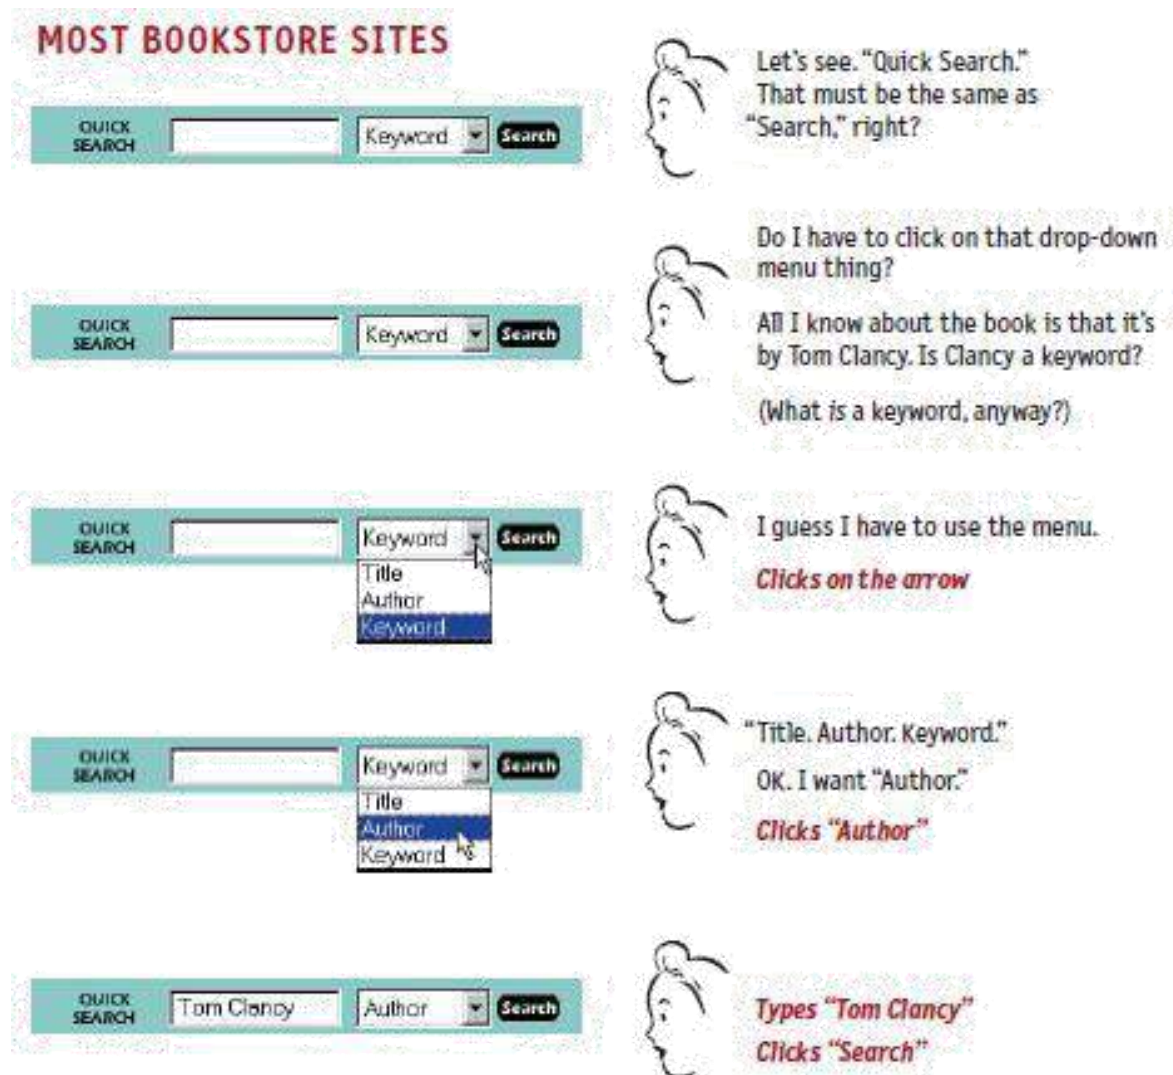 MOST BOOKSTORE SITES
QUICK
SEARCH
Keyword
Search
Let's see. "Quick Search."
That must be the same as
"Search," right?
QUICK
SEARCH
Keyword
Search
Do I have to click on that drop-down
menu thing?
All I know about the book is that it's
by Tom Clancy. Is Clancy a keyword?
(What is a keyword, anyway?)
QUICK
SEARCH
Keyword
Search
Title
Author
Keyword
I guess I have to use the menu.
Clicks on the arrow
QUICK
SEARCH
Keyword
Search
Title
Author
Keyword
"Title. Author. Keyword."
OK. I want "Author."
Clicks "Author"
QUICK
SEARCH
Tom Clancy
Author
Search
Types "Tom Clancy"
Clicks "Search"